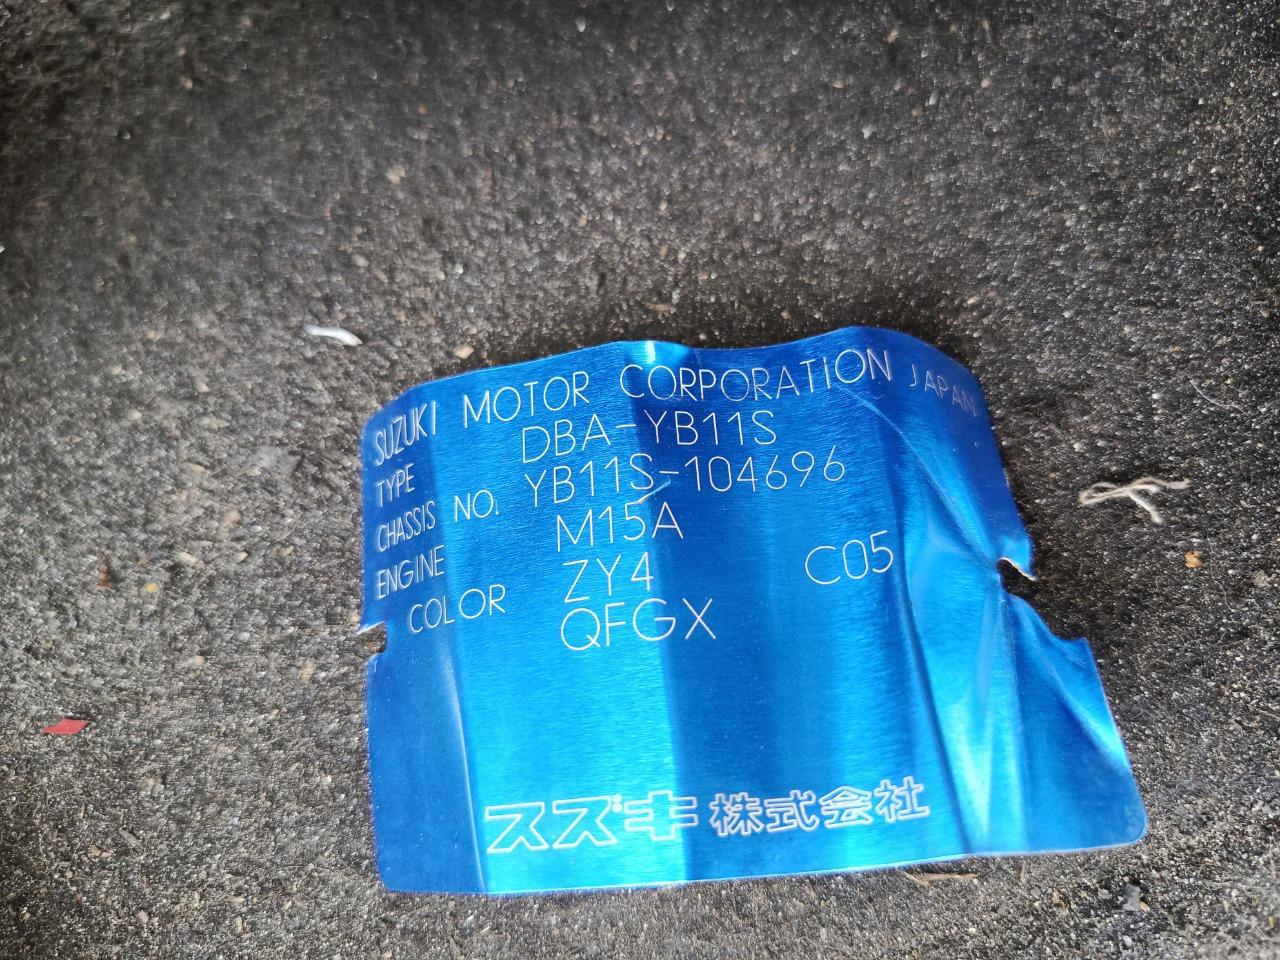 SUZUKI MOTOR CORPORATION JAPAN
TYPE DBA-YB11S
CHASSIS NO. YB11S-104696
ENGINE M15A
COLOR ZY4 C05
QFGX
スズキ株式会社